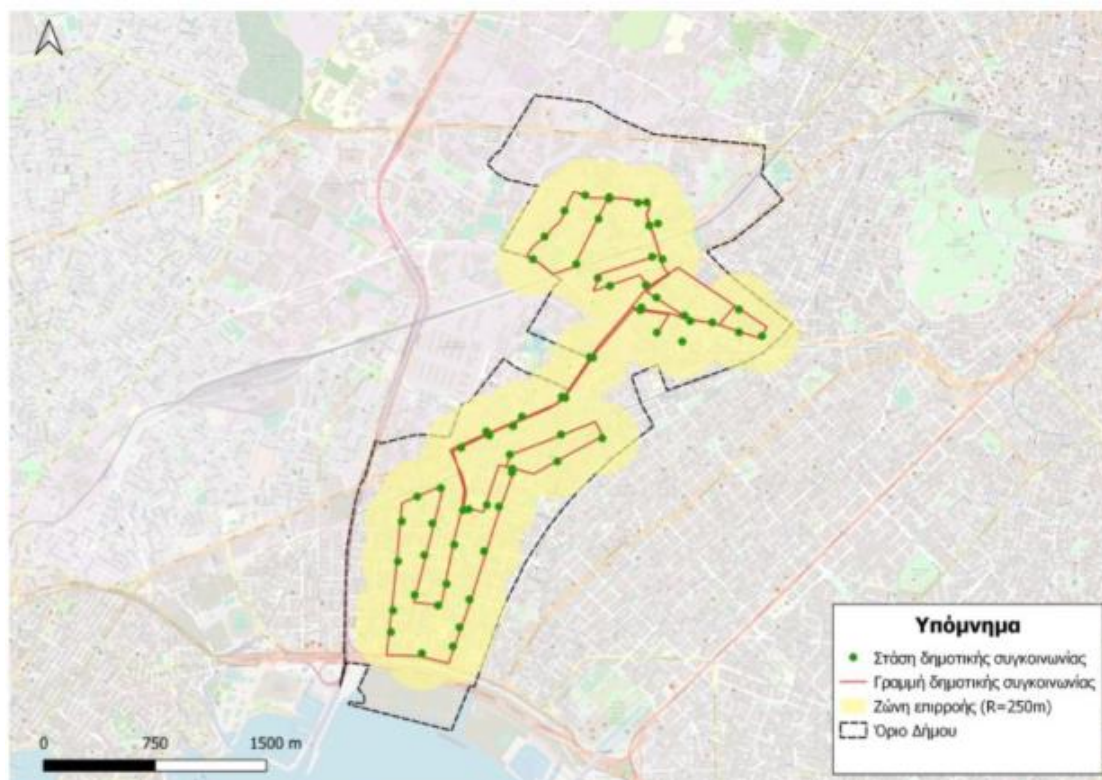 Υπόμνημα
Στάση δημοτικής συγκοινωνίας
Γραμμή δημοτικής συγκοινωνίας
Ζώνη επιρροής (R=250m)
Όριο Δήμου
0 750 1500 m